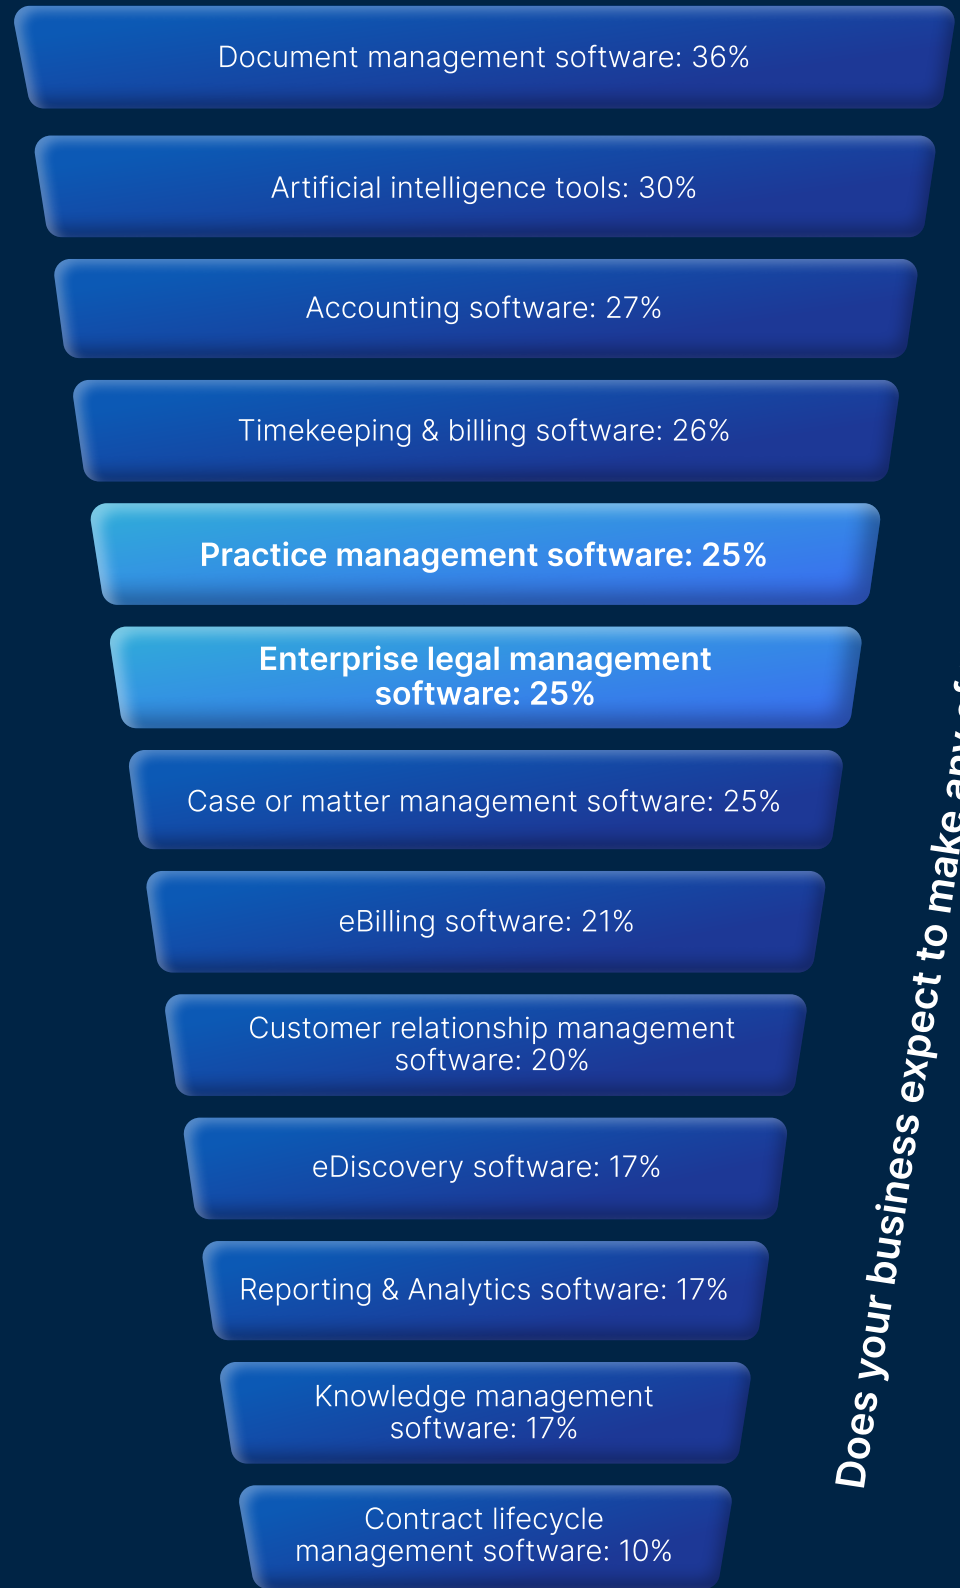 Document management software: 36%
Artificial intelligence tools: 30%
Accounting software: 27%
Timekeeping & billing software: 26%
Practice management software: 25%
Enterprise legal management
software: 25%
Case or matter management software: 25%
eBilling software: 21%
Customer relationship management
software: 20%
eDiscovery software: 17%
Reporting & Analytics software: 17%
Knowledge management
software: 17%
Contract lifecycle
management software: 10%
Does your business expect to make any of